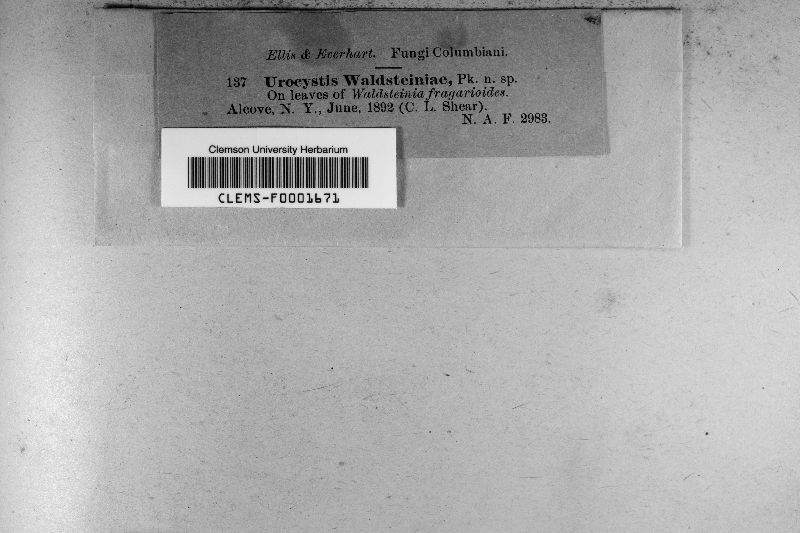 Ellis & Everhart. Fungi Columbiani.
137 Urocystis Waldsteiniae, Pk. n. sp.
On leaves of Waldsteinia fragarioides.
Alcove, N. Y., June, 1892 (C. L. Shear).
N. A. F. 2983.
Clemson University Herbarium
CLEMS-F0001671